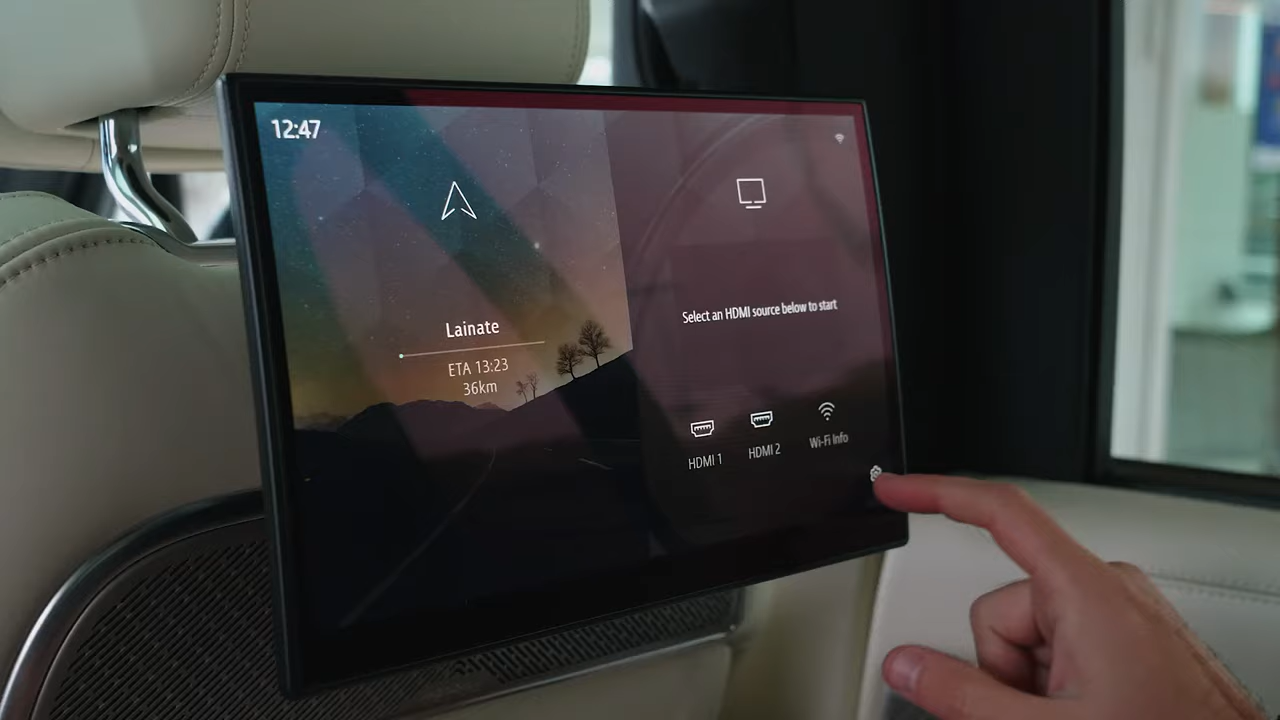 12:47
Lainate
ETA 13:23
36km
Select an HDMI source below to start
HDMI 1
HDMI 2
Wi-Fi Info